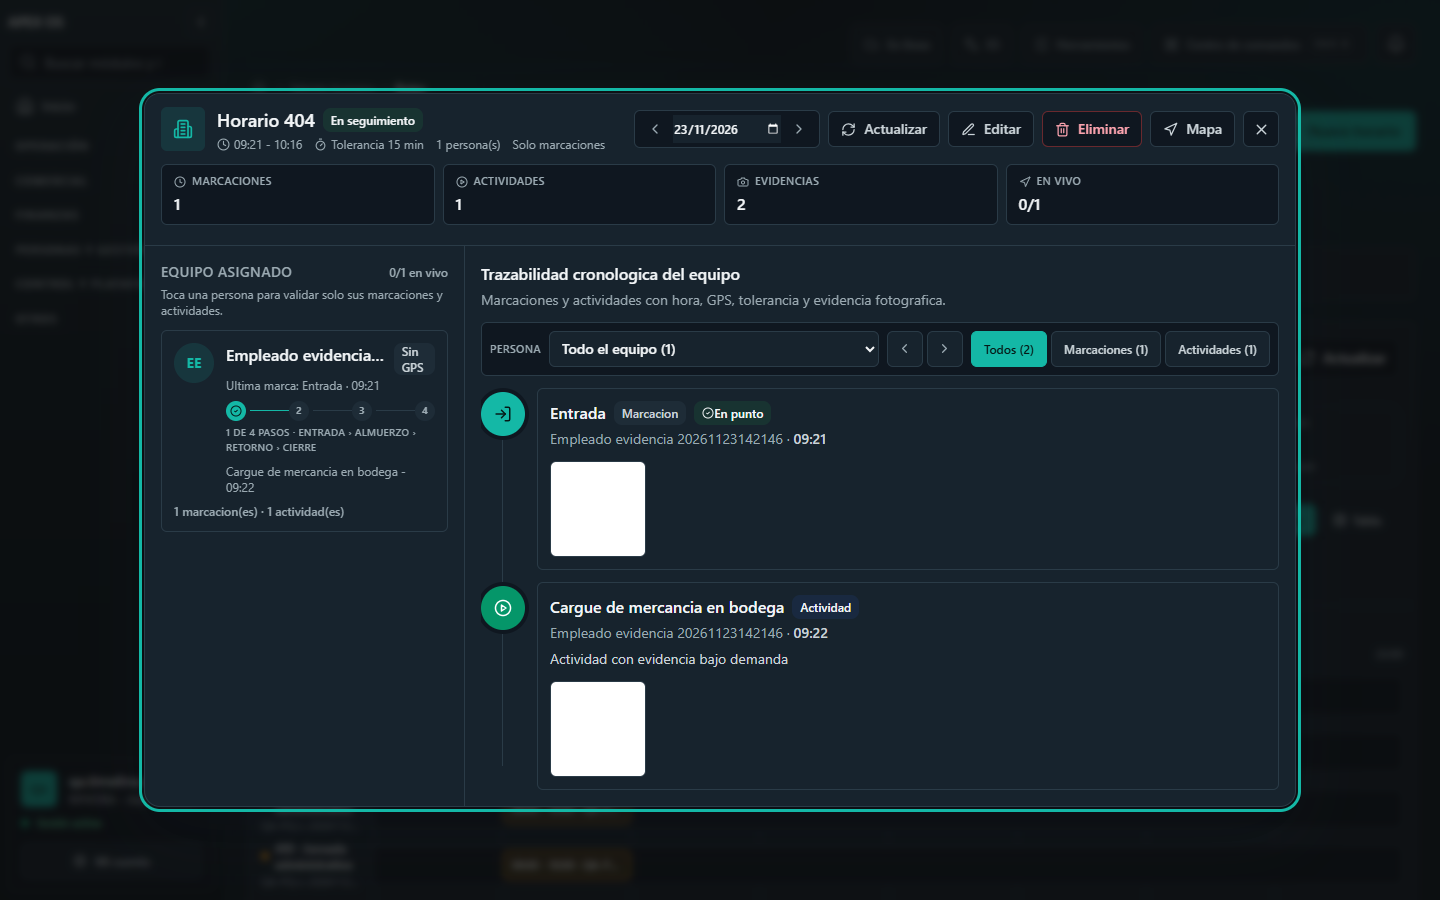 Horario 404 En seguimiento
09:21 - 10:16 Tolerancia 15 min 1 persona(s) Solo marcaciones
23/11/2026 Actualizar Editar Eliminar Mapa
MARCACIONES
1
ACTIVIDADES
1
EVIDENCIAS
2
EN VIVO
0/1
EQUIPO ASIGNADO 0/1 en vivo
Toca una persona para validar solo sus marcaciones y
actividades.
EE Empleado evidencia... Sin
GPS
Ultima marca: Entrada · 09:21
2 3 4
1 DE 4 PASOS · ENTRADA › ALMUERZO ›
RETORNO › CIERRE
Cargue de mercancia en bodega -
09:22
1 marcacion(es) · 1 actividad(es)
Trazabilidad cronologica del equipo
Marcaciones y actividades con hora, GPS, tolerancia y evidencia fotografica.
PERSONA Todo el equipo (1) Todos (2) Marcaciones (1) Actividades (1)
Entrada Marcacion En punto
Empleado evidencia 20261123142146 · 09:21
Cargue de mercancia en bodega Actividad
Empleado evidencia 20261123142146 · 09:22
Actividad con evidencia bajo demanda